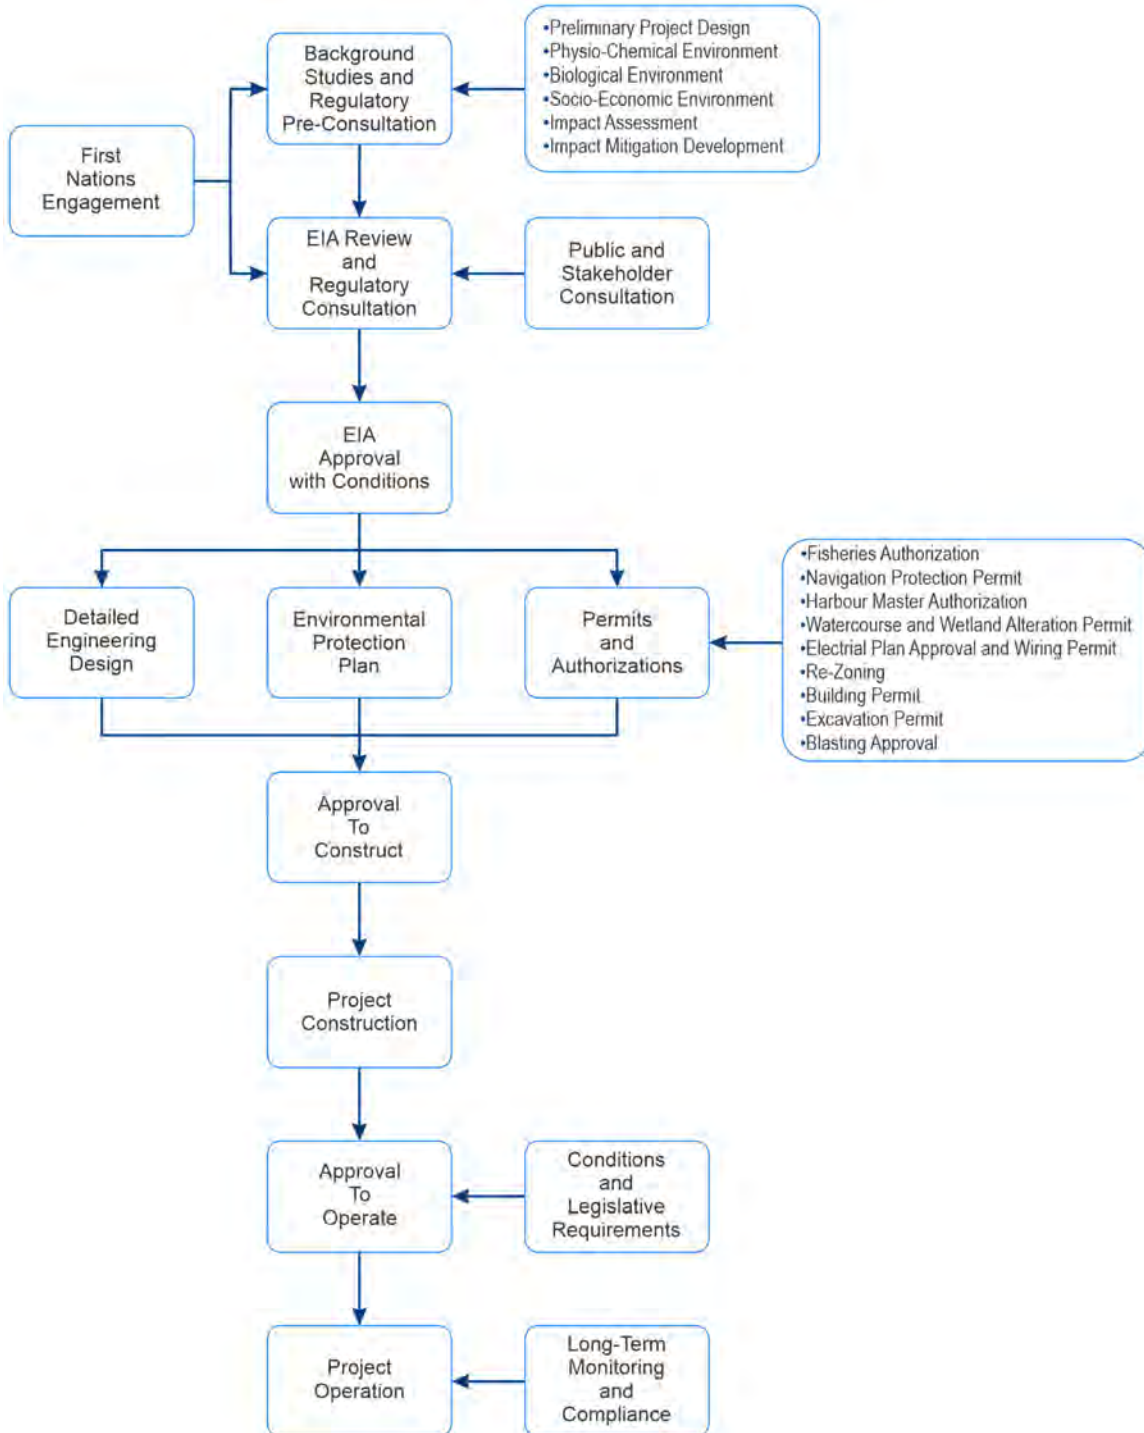 Background
Studies and
Regulatory
Pre-Consultation
•Preliminary Project Design
•Physio-Chemical Environment
•Biological Environment
•Socio-Economic Environment
•Impact Assessment
•Impact Mitigation Development
First
Nations
Engagement
EIA Review
and
Regulatory
Consultation
Public and
Stakeholder
Consultation
EIA
Approval
with Conditions
Detailed
Engineering
Design
Environmental
Protection
Plan
Permits
and
Authorizations
•Fisheries Authorization
•Navigation Protection Permit
•Harbour Master Authorization
•Watercourse and Wetland Alteration Permit
•Electrial Plan Approval and Wiring Permit
•Re-Zoning
•Building Permit
•Excavation Permit
•Blasting Approval
Approval
To
Construct
Project
Construction
Approval
To
Operate
Conditions
and
Legislative
Requirements
Project
Operation
Long-Term
Monitoring
and
Compliance